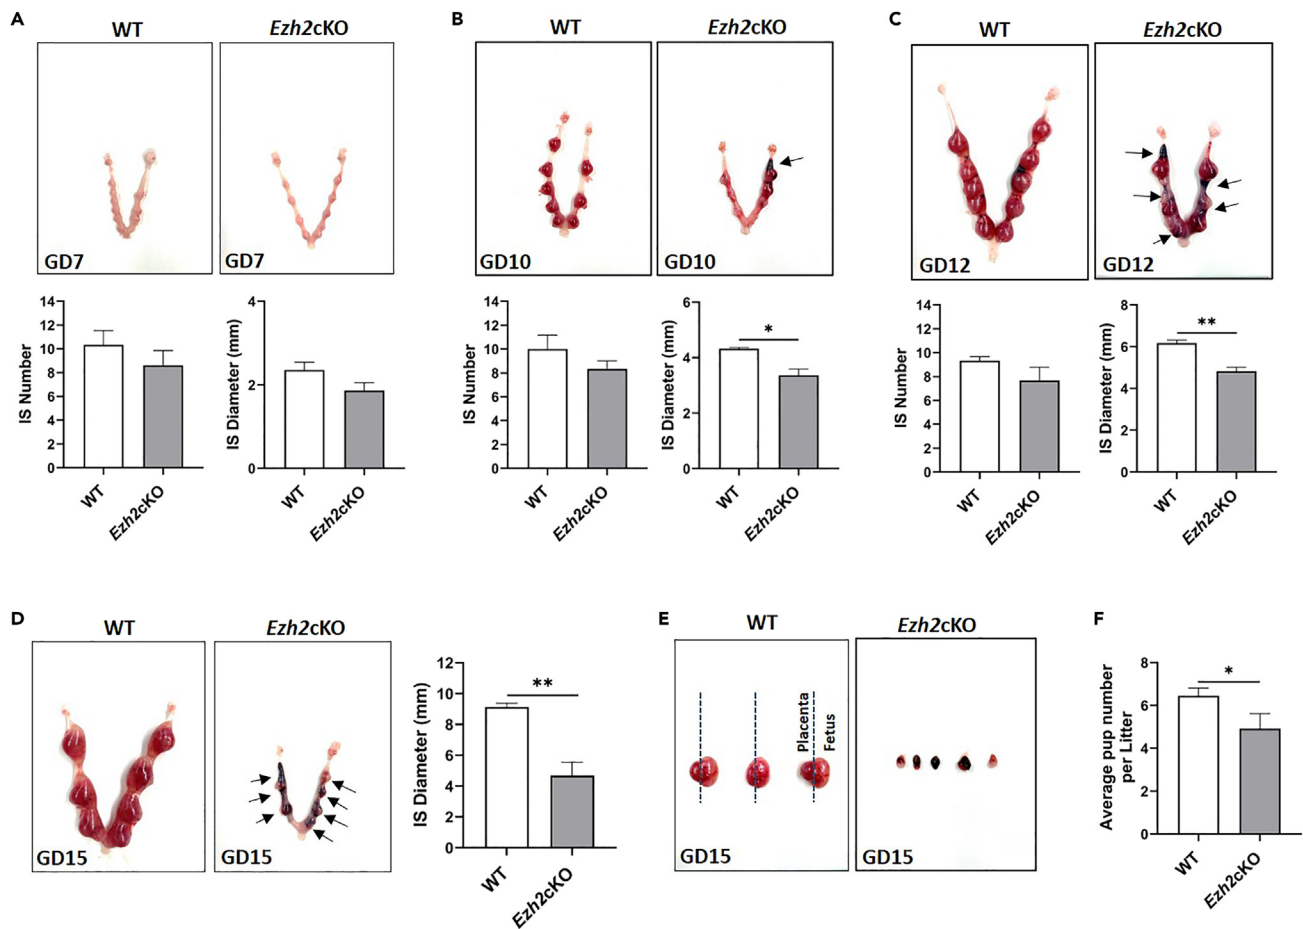 A
WT
Ezh2cKO
GD7
GD7
14
12
10
8
6
4
2
0
IS Number
WT
Ezh2cKO
4
2
0
IS Diameter (mm)
WT
Ezh2cKO
B
WT
Ezh2cKO
GD10
GD10
14
12
10
8
6
4
2
0
IS Number
WT
Ezh2cKO
6
4
2
0
IS Diameter (mm)
*
WT
Ezh2cKO
C
WT
Ezh2cKO
GD12
GD12
14
12
10
8
6
4
2
0
IS Number
WT
Ezh2cKO
8
6
4
2
0
IS Diameter (mm)
**
WT
Ezh2cKO
D
WT
Ezh2cKO
GD15
GD15
12
10
8
6
4
2
0
IS Diameter (mm)
**
WT
Ezh2cKO
E
WT
Ezh2cKO
Placenta
Fetus
GD15
GD15
F
8
6
4
2
0
Average pup number
per Litter
*
WT
Ezh2cKO